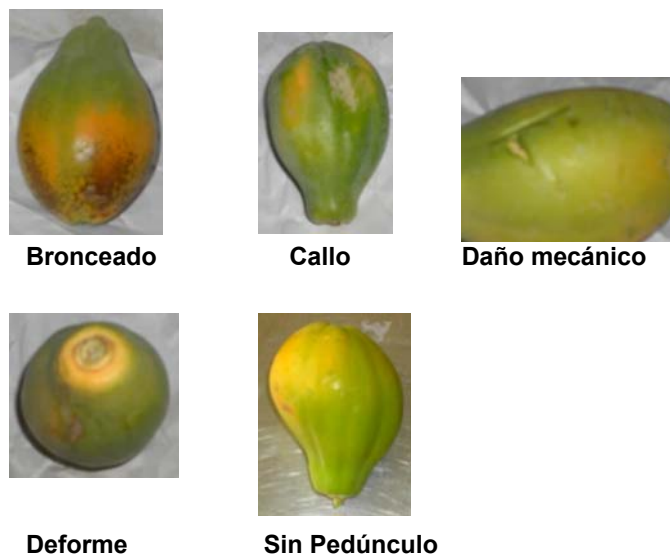 Bronceado
Callo
Daño mecánico
Deforme
Sin Pedúnculo